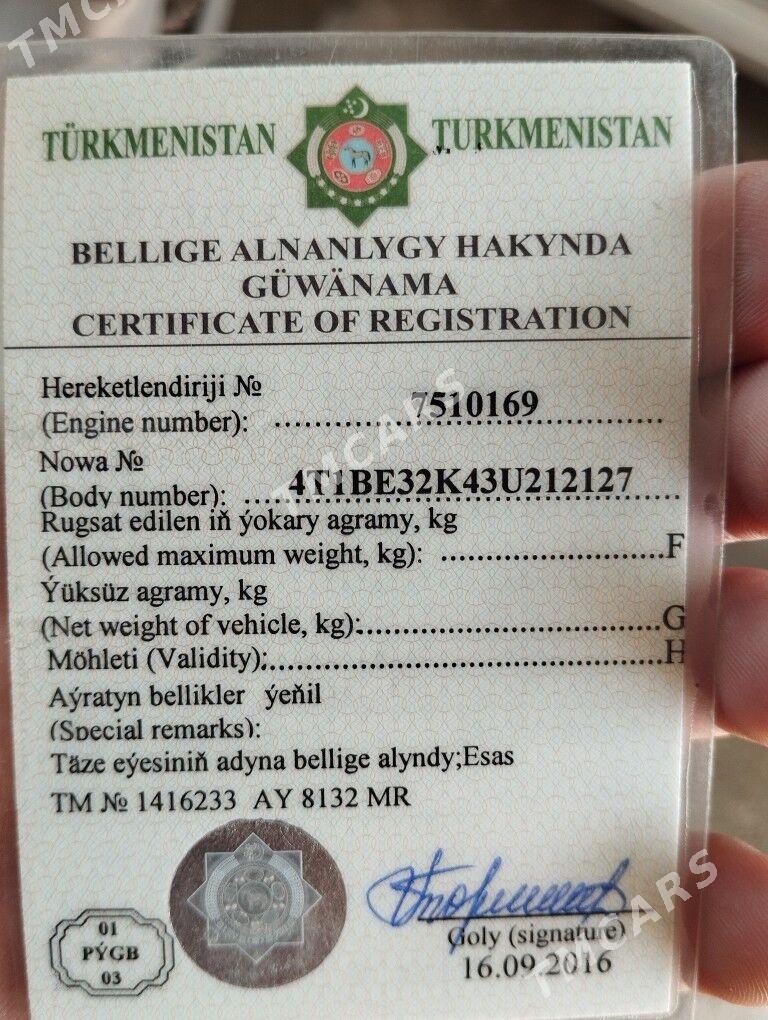 TÜRKMENISTAN TURKMENISTAN
BELLIGE ALNANLYGY HAKYNDA
GÜWÄNAMA
CERTIFICATE OF REGISTRATION
Hereketlendiriji №
(Engine number): 7510169
Nowa №
(Body number): 4T1BE32K43U212127
Rugsat edilen iň ýokary agramy, kg
(Allowed maximum weight, kg): F
Ýüksüz agramy, kg
(Net weight of vehicle, kg): G
Möhleti (Validity): H
Aýratyn bellikler ýeňil
(Special remarks):
Täze eýesiniň adyna bellige alyndy;Esas
TM № 1416233 AY 8132 MR
01
PÝGB
03
Goly (signature)
16.09.2016
TMCARS
TMCARS
TMCARS